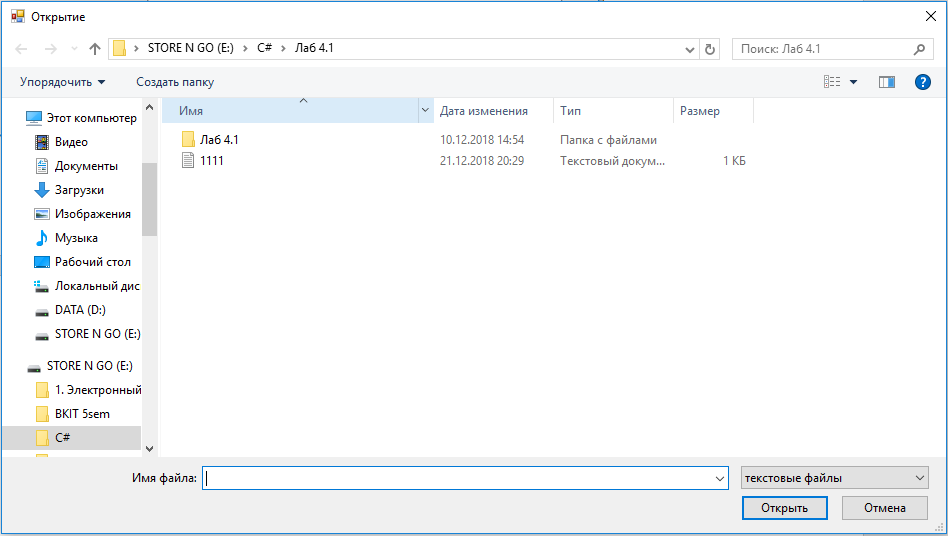 Открытие
STORE N GO (E:) C# Лаб 4.1
Поиск: Лаб 4.1
Упорядочить Создать папку
?
Имя Дата изменения Тип Размер
Лаб 4.1 10.12.2018 14:54 Папка с файлами
1111 21.12.2018 20:29 Текстовый докум... 1 КБ
Этот компьютер
Видео
Документы
Загрузки
Изображения
Музыка
Рабочий стол
Локальный дис
DATA (D:)
STORE N GO (E:)
STORE N GO (E:)
1. Электронный
BKIT 5sem
C#
Имя файла:
текстовые файлы
Открыть Отмена